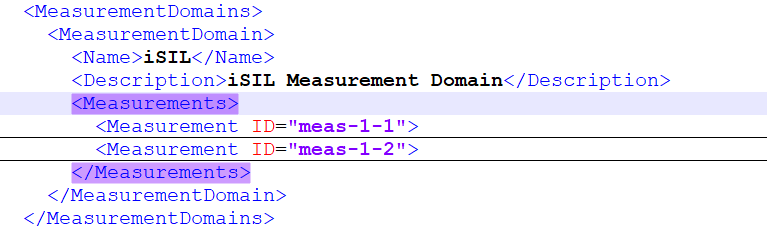 <MeasurementDomains>
<MeasurementDomain>
<Name>iSIL</Name>
<Description>iSIL Measurement Domain</Description>
<Measurements>
<Measurement ID="meas-1-1">
<Measurement ID="meas-1-2">
</Measurements>
</MeasurementDomain>
</MeasurementDomains>